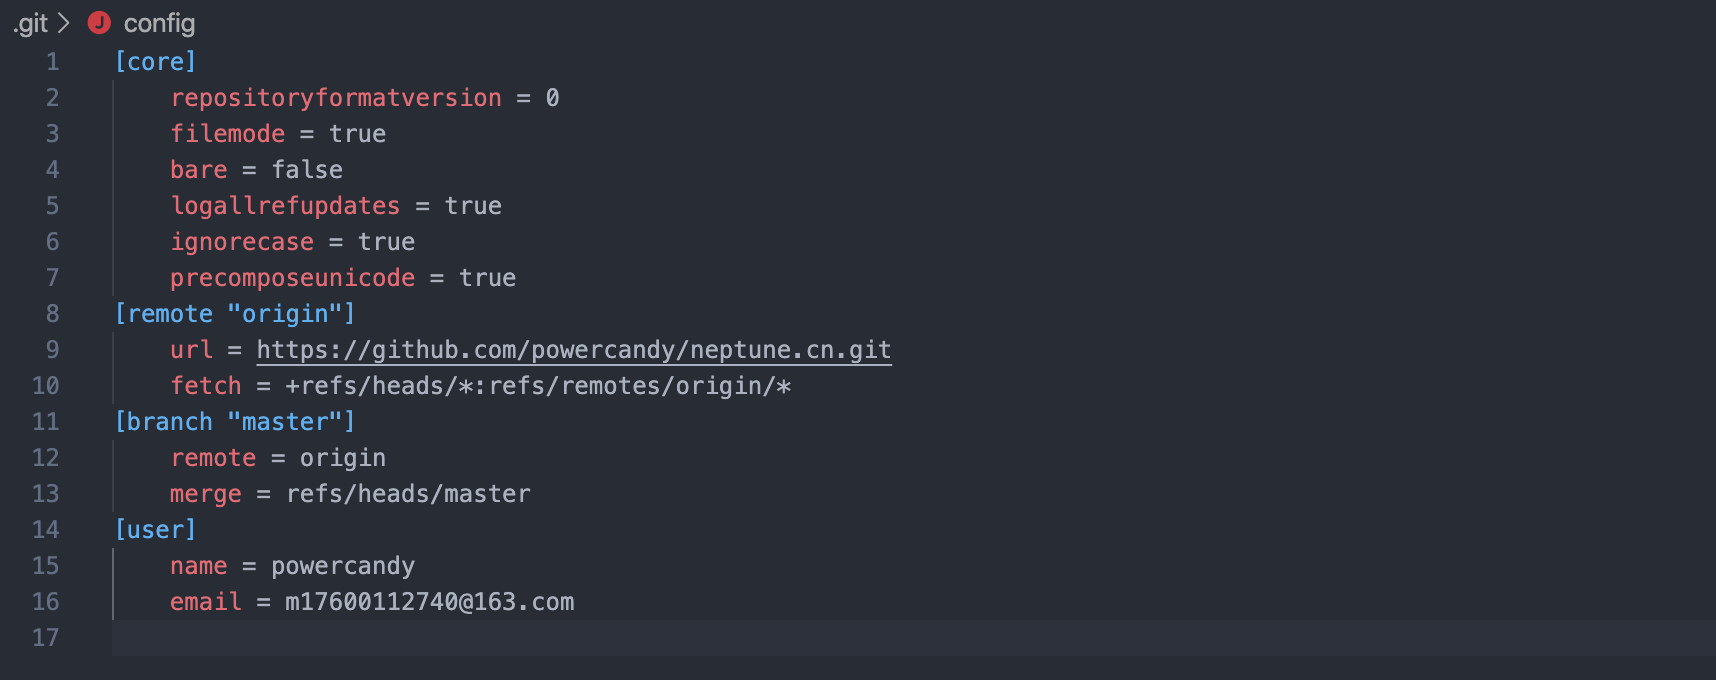 .git > config
1 [core]
2     repositoryformatversion = 0
3     filemode = true
4     bare = false
5     logallrefupdates = true
6     ignorecase = true
7     precomposeunicode = true
8 [remote "origin"]
9     url = https://github.com/powercandy/neptune.cn.git
10     fetch = +refs/heads/*:refs/remotes/origin/*
11 [branch "master"]
12     remote = origin
13     merge = refs/heads/master
14 [user]
15     name = powercandy
16     email = m17600112740@163.com
17